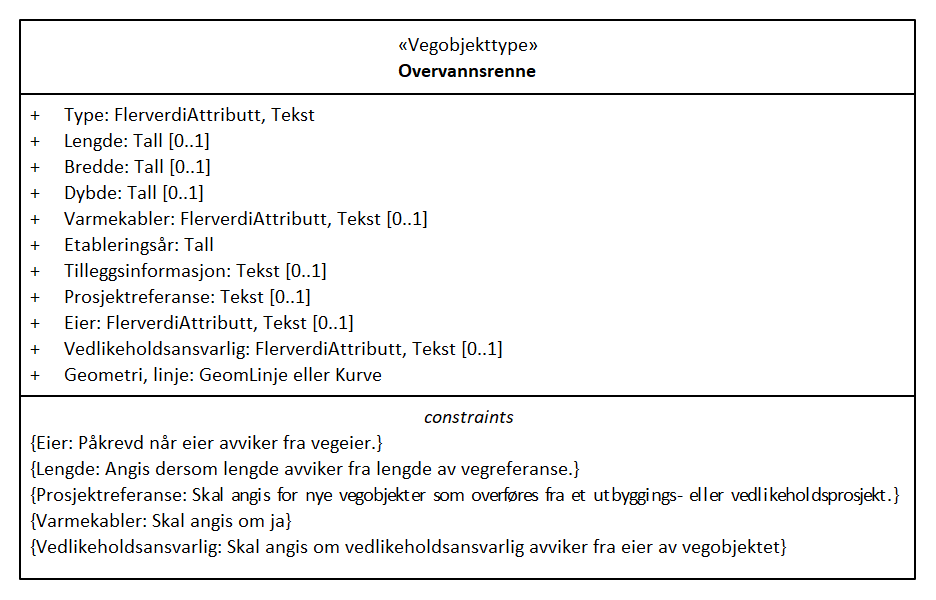 «Vegobjekttype»
Overvannsrenne
+ Type: FlerverdiAttributt, Tekst
+ Lengde: Tall [0..1]
+ Bredde: Tall [0..1]
+ Dybde: Tall [0..1]
+ Varmekabler: FlerverdiAttributt, Tekst [0..1]
+ Etableringsår: Tall
+ Tilleggsinformasjon: Tekst [0..1]
+ Prosjektreferanse: Tekst [0..1]
+ Eier: FlerverdiAttributt, Tekst [0..1]
+ Vedlikeholdsansvarlig: FlerverdiAttributt, Tekst [0..1]
+ Geometri, linje: GeomLinje eller Kurve
constraints
{Eier: Påkrevd når eier avviker fra vegeier.}
{Lengde: Angis dersom lengde avviker fra lengde av vegreferanse.}
{Prosjektreferanse: Skal angis for nye vegobjekter som overføres fra et utbyggings- eller vedlikeholdsprosjekt.}
{Varmekabler: Skal angis om ja}
{Vedlikeholdsansvarlig: Skal angis om vedlikeholdsansvarlig avviker fra eier av vegobjektet}